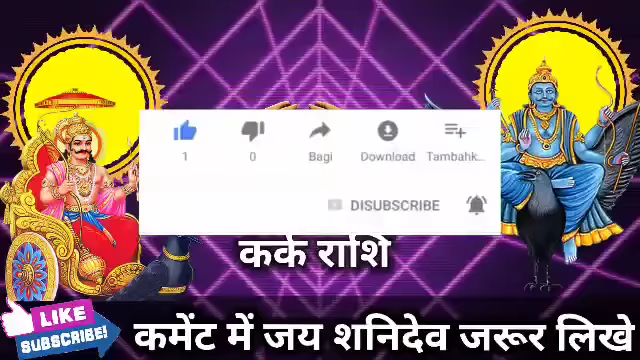 1 0 Bagi Download Tambahk...
DISUBSCRIBE
कर्क राशि
LIKE
SUBSCRIBE!
कमेंट में जय शनिदेव जरूर लिखे